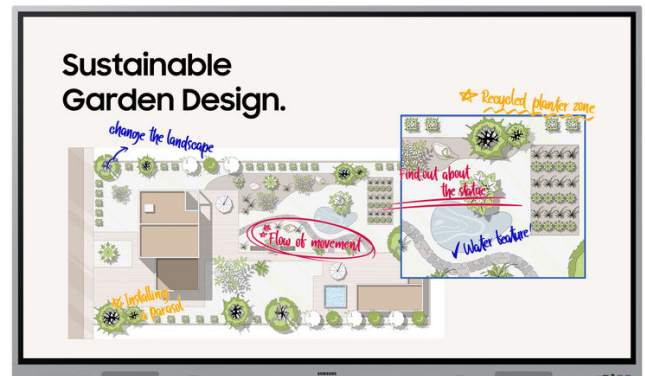 Sustainable
Garden Design.
☆ Recycled planter zone
change the landscape
Find out about
the statue
☆ Flow of movement
✓ Water feature!
☆ Installing
a parasol
SAMSUNG